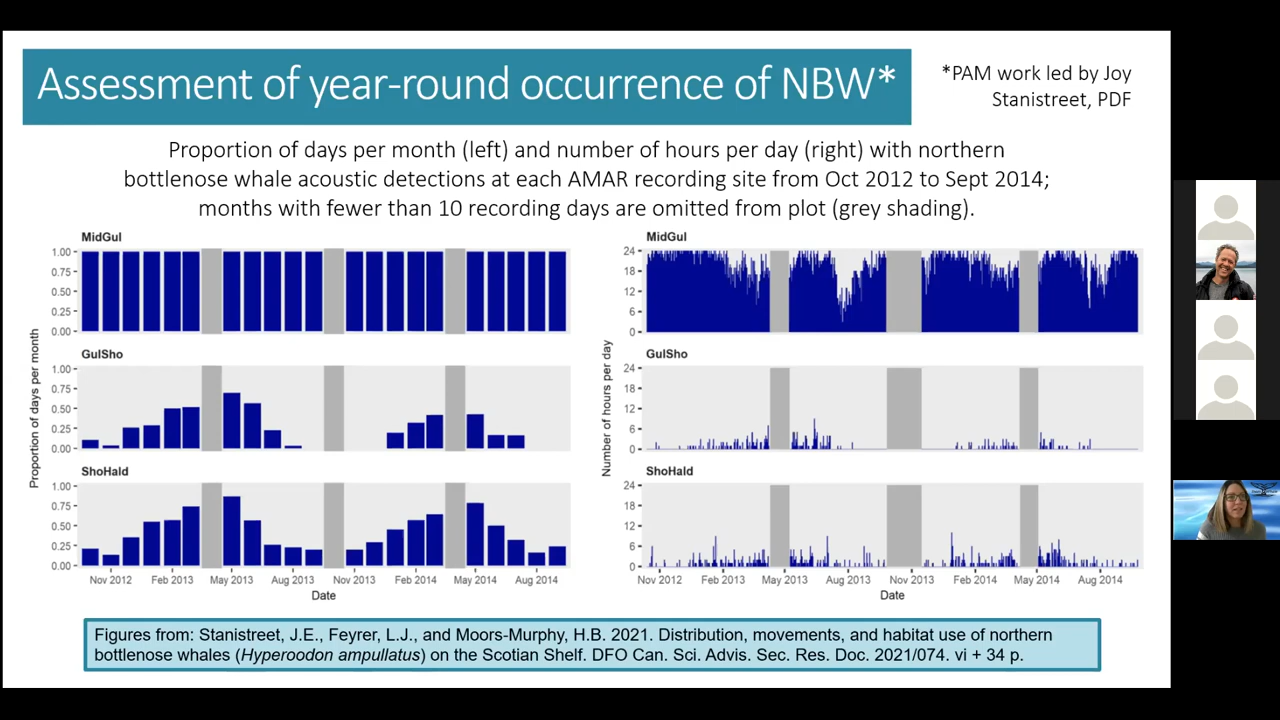 Assessment of year-round occurrence of NBW*
*PAM work led by Joy
Stanistreet, PDF
Proportion of days per month (left) and number of hours per day (right) with northern
bottlenose whale acoustic detections at each AMAR recording site from Oct 2012 to Sept 2014;
months with fewer than 10 recording days are omitted from plot (grey shading).
MidGul
1.00
0.75
0.50
0.25
0.00
GulSho
1.00
0.75
0.50
0.25
0.00
ShoHald
1.00
0.75
0.50
0.25
0.00
Proportion of days per month
Nov 2012 Feb 2013 May 2013 Aug 2013 Nov 2013 Feb 2014 May 2014 Aug 2014
Date
MidGul
24
18
12
6
0
GulSho
24
18
12
6
0
ShoHald
24
18
12
6
0
Number of hours per day
Nov 2012 Feb 2013 May 2013 Aug 2013 Nov 2013 Feb 2014 May 2014 Aug 2014
Date
Figures from: Stanistreet, J.E., Feyrer, L.J., and Moors-Murphy, H.B. 2021. Distribution, movements, and habitat use of northern
bottlenose whales (Hyperoodon ampullatus) on the Scotian Shelf. DFO Can. Sci. Advis. Sec. Res. Doc. 2021/074. vi + 34 p.